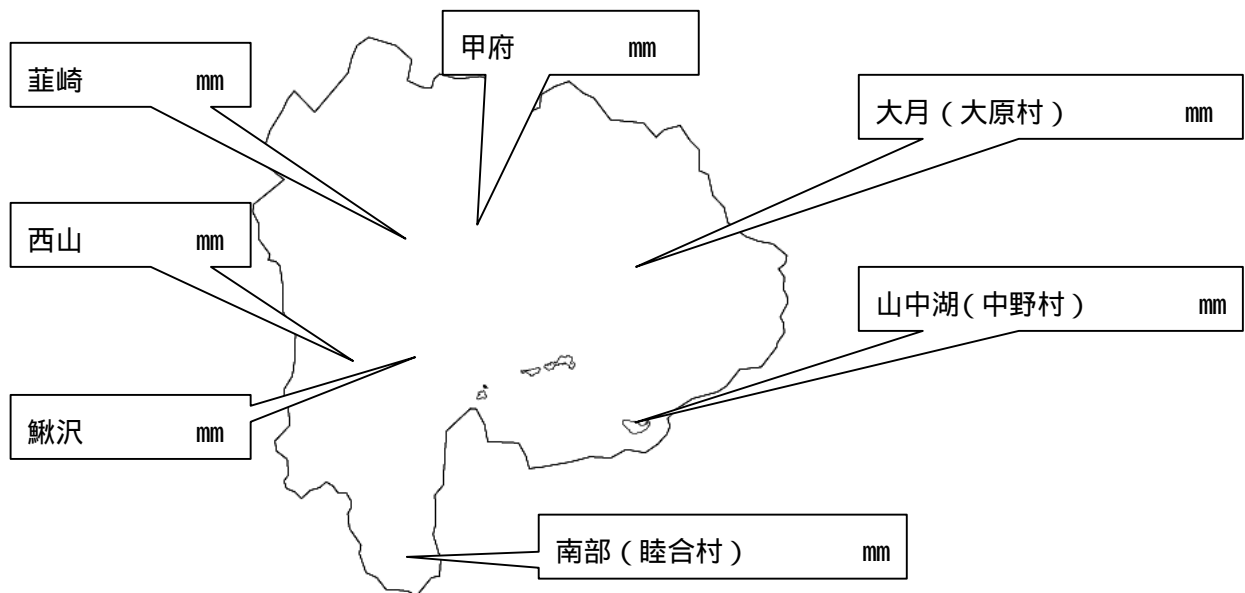 甲府 ㎜
韮崎 ㎜
大月（大原村） ㎜
西山 ㎜
山中湖（中野村） ㎜
鰍沢 ㎜
南部（睦合村） ㎜